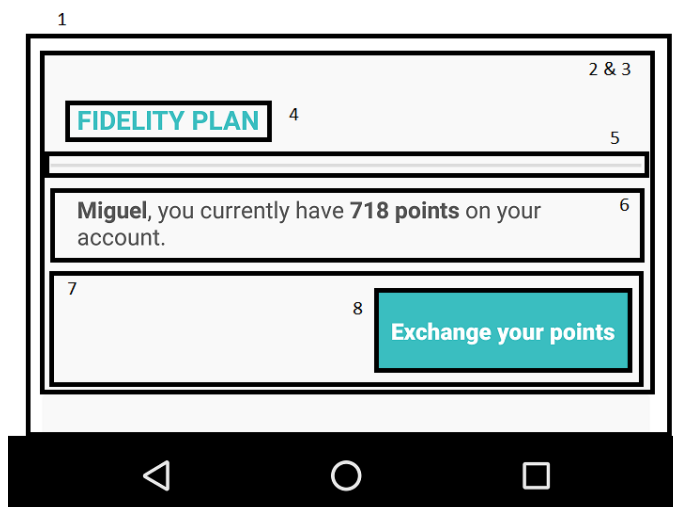 1
2 & 3
FIDELITY PLAN
4
5
Miguel, you currently have 718 points on your
6
account.
7
8
Exchange your points